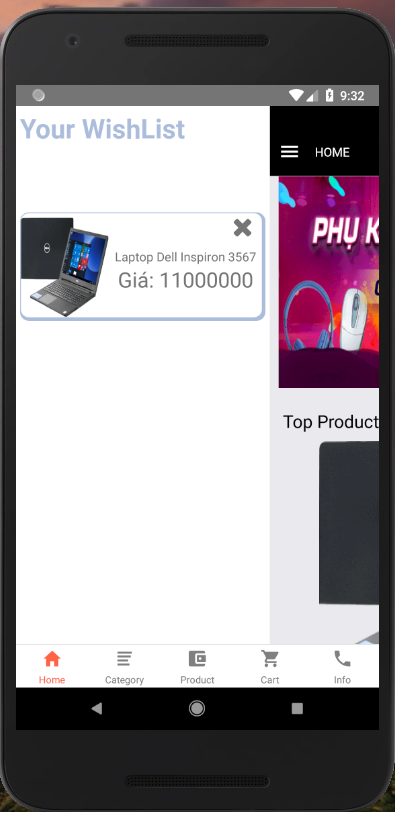 9:32
Your WishList
HOME
PHỤ K
Laptop Dell Inspiron 3567
Giá: 11000000
Top Product
Home
Category
Product
Cart
Info